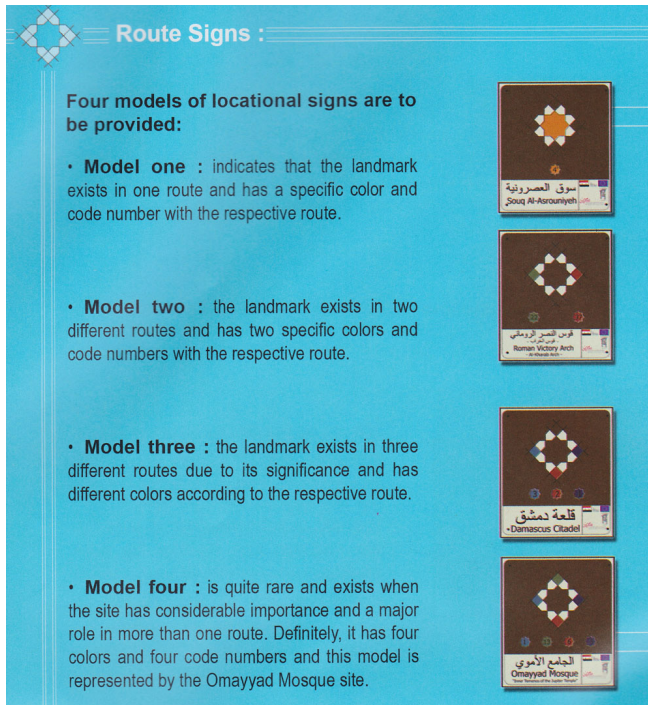 Route Signs :
Four models of locational signs are to
be provided:
• Model one : indicates that the landmark
exists in one route and has a specific color and
code number with the respective route.
سوق العصرونية
Souq Al-Asrouniyeh
• Model two : the landmark exists in two
different routes and has two specific colors and
code numbers with the respective route.
قوس النصر الروماني
- قوس الخراب -
Roman Victory Arch
- Al-Kharab Arch -
• Model three : the landmark exists in three
different routes due to its significance and has
different colors according to the respective route.
قلعة دمشق
Damascus Citadel
• Model four : is quite rare and exists when
the site has considerable importance and a major
role in more than one route. Definitely, it has four
colors and four code numbers and this model is
represented by the Omayyad Mosque site.
الجامع الأموي
Omayyad Mosque